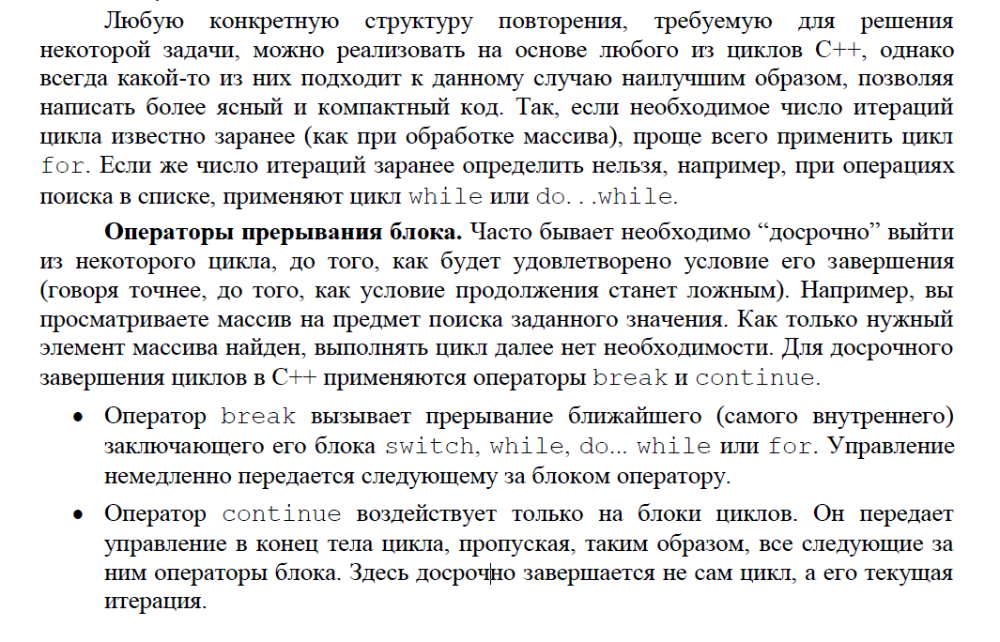 Любую конкретную структуру повторения, требуемую для решения
некоторой задачи, можно реализовать на основе любого из циклов C++, однако
всегда какой-то из них подходит к данному случаю наилучшим образом, позволяя
написать более ясный и компактный код. Так, если необходимое число итераций
цикла известно заранее (как при обработке массива), проще всего применить цикл
for. Если же число итераций заранее определить нельзя, например, при операциях
поиска в списке, применяют цикл while или do...while.
Операторы прерывания блока. Часто бывает необходимо “досрочно” выйти
из некоторого цикла, до того, как будет удовлетворено условие его завершения
(говоря точнее, до того, как условие продолжения станет ложным). Например, вы
просматриваете массив на предмет поиска заданного значения. Как только нужный
элемент массива найден, выполнять цикл далее нет необходимости. Для досрочного
завершения циклов в C++ применяются операторы break и continue.
• Оператор break вызывает прерывание ближайшего (самого внутреннего)
заключающего его блока switch, while, do... while или for. Управление
немедленно передается следующему за блоком оператору.
• Оператор continue воздействует только на блоки циклов. Он передает
управление в конец тела цикла, пропуская, таким образом, все следующие за
ним операторы блока. Здесь досрочно завершается не сам цикл, а его текущая
итерация.